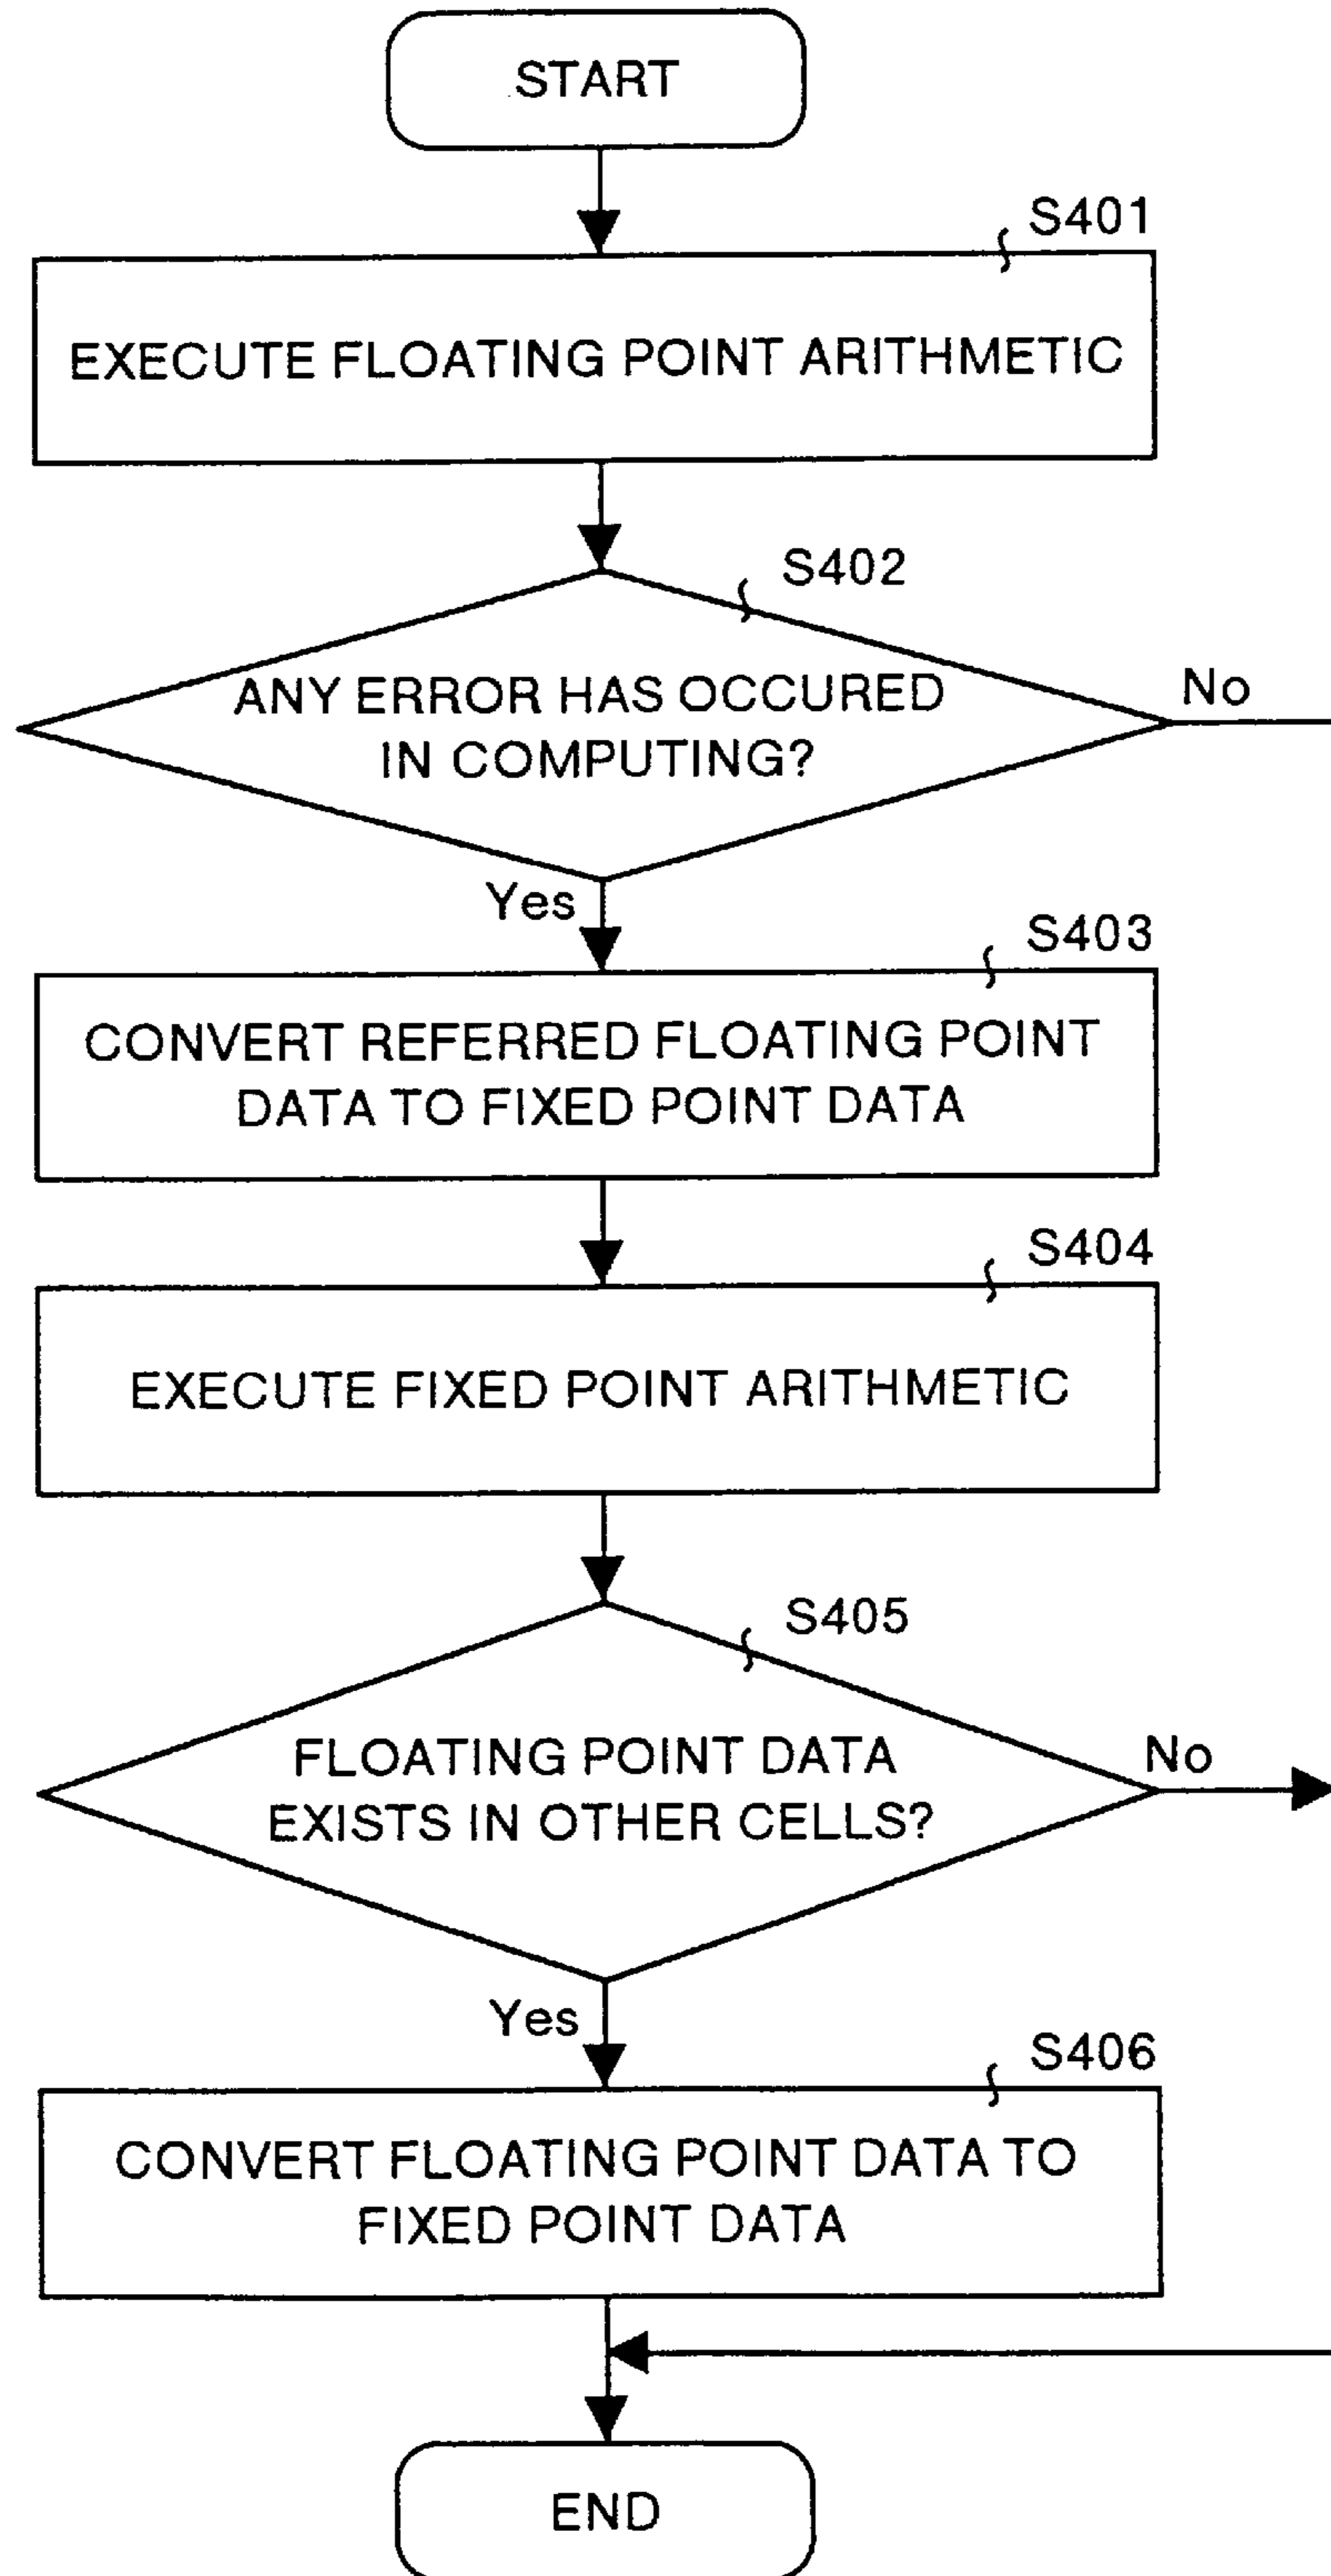 START
S401
EXECUTE FLOATING POINT ARITHMETIC
S402
ANY ERROR HAS OCCURED
IN COMPUTING?
No
Yes
S403
CONVERT REFERRED FLOATING POINT
DATA TO FIXED POINT DATA
S404
EXECUTE FIXED POINT ARITHMETIC
S405
FLOATING POINT DATA
EXISTS IN OTHER CELLS?
No
Yes
S406
CONVERT FLOATING POINT DATA TO
FIXED POINT DATA
END